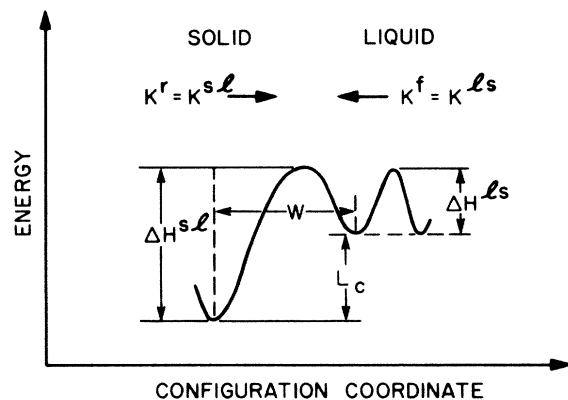 SOLID LIQUID
K^r = K^sℓ → ← K^f = K^ℓs
ENERGY
ΔH^sℓ
W
ΔH^ℓs
L_c
CONFIGURATION COORDINATE